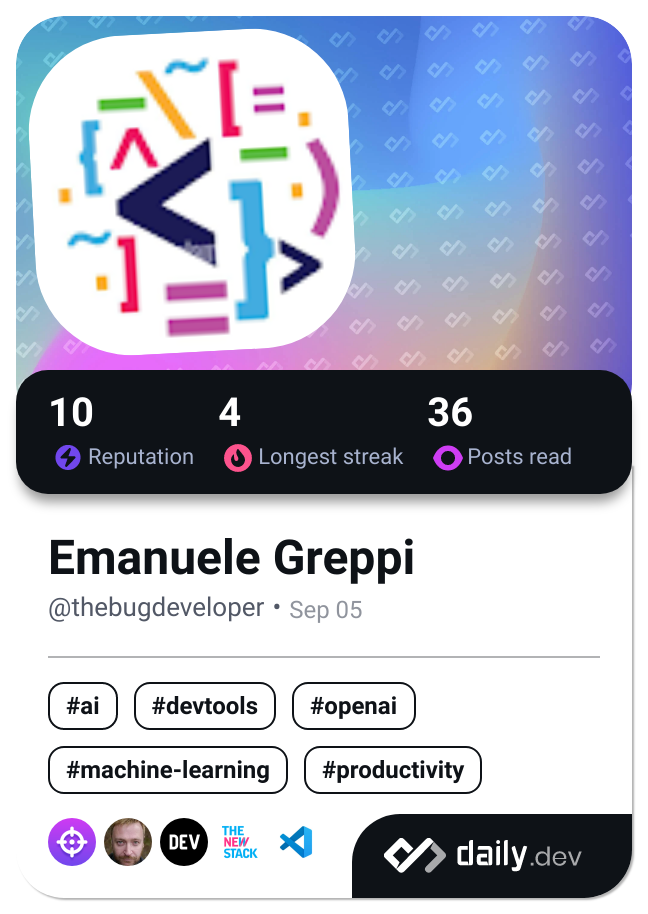 10 4 36
Reputation Longest streak Posts read
Emanuele Greppi
@thebugdeveloper • Sep 05
#ai #devtools #openai
#machine-learning #productivity
DEV
THE
NEW
STACK
daily.dev